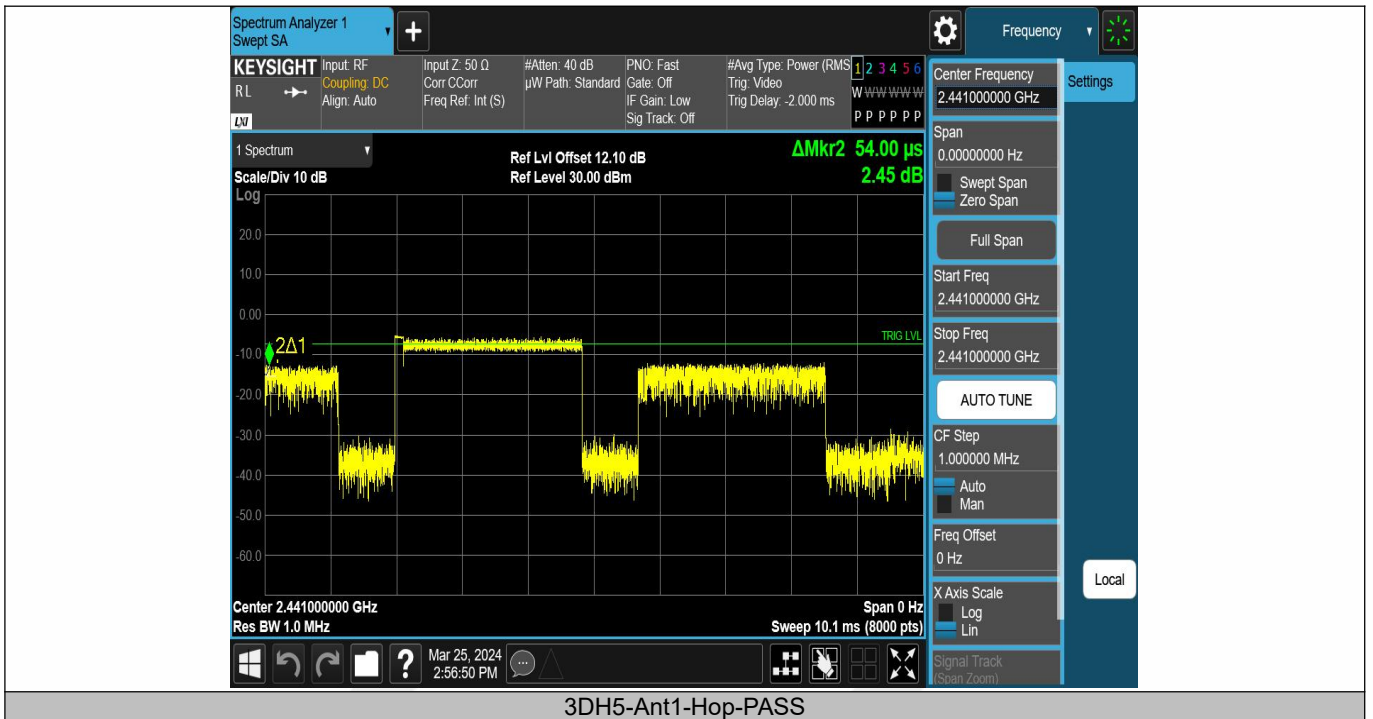 Spectrum Analyzer 1
Swept SA
+
Frequency
KEYSIGHT
RL
LXI
Input: RF
Coupling: DC
Align: Auto
Input Z: 50 Ω
Corr CCorr
Freq Ref: Int (S)
#Atten: 40 dB
µW Path: Standard
PNO: Fast
Gate: Off
IF Gain: Low
Sig Track: Off
#Avg Type: Power (RMS
Trig: Video
Trig Delay: -2.000 ms
1 2 3 4 5 6
W W W W W W
P P P P P P
Center Frequency
2.441000000 GHz
Settings
Span
0.00000000 Hz
Swept Span
Zero Span
Full Span
Start Freq
2.441000000 GHz
Stop Freq
2.441000000 GHz
AUTO TUNE
CF Step
1.000000 MHz
Auto
Man
Freq Offset
0 Hz
X Axis Scale
Log
Lin
Signal Track
(Span Zoom)
Local
1 Spectrum
Scale/Div 10 dB
Ref Lvl Offset 12.10 dB
Ref Level 30.00 dBm
ΔMkr2 54.00 µs
2.45 dB
Log
20.0
10.0
0.00
-10.0
-20.0
-30.0
-40.0
-50.0
-60.0
2Δ1
TRIG LVL
Center 2.441000000 GHz
Res BW 1.0 MHz
Span 0 Hz
Sweep 10.1 ms (8000 pts)
?
Mar 25, 2024
2:56:50 PM
3DH5-Ant1-Hop-PASS